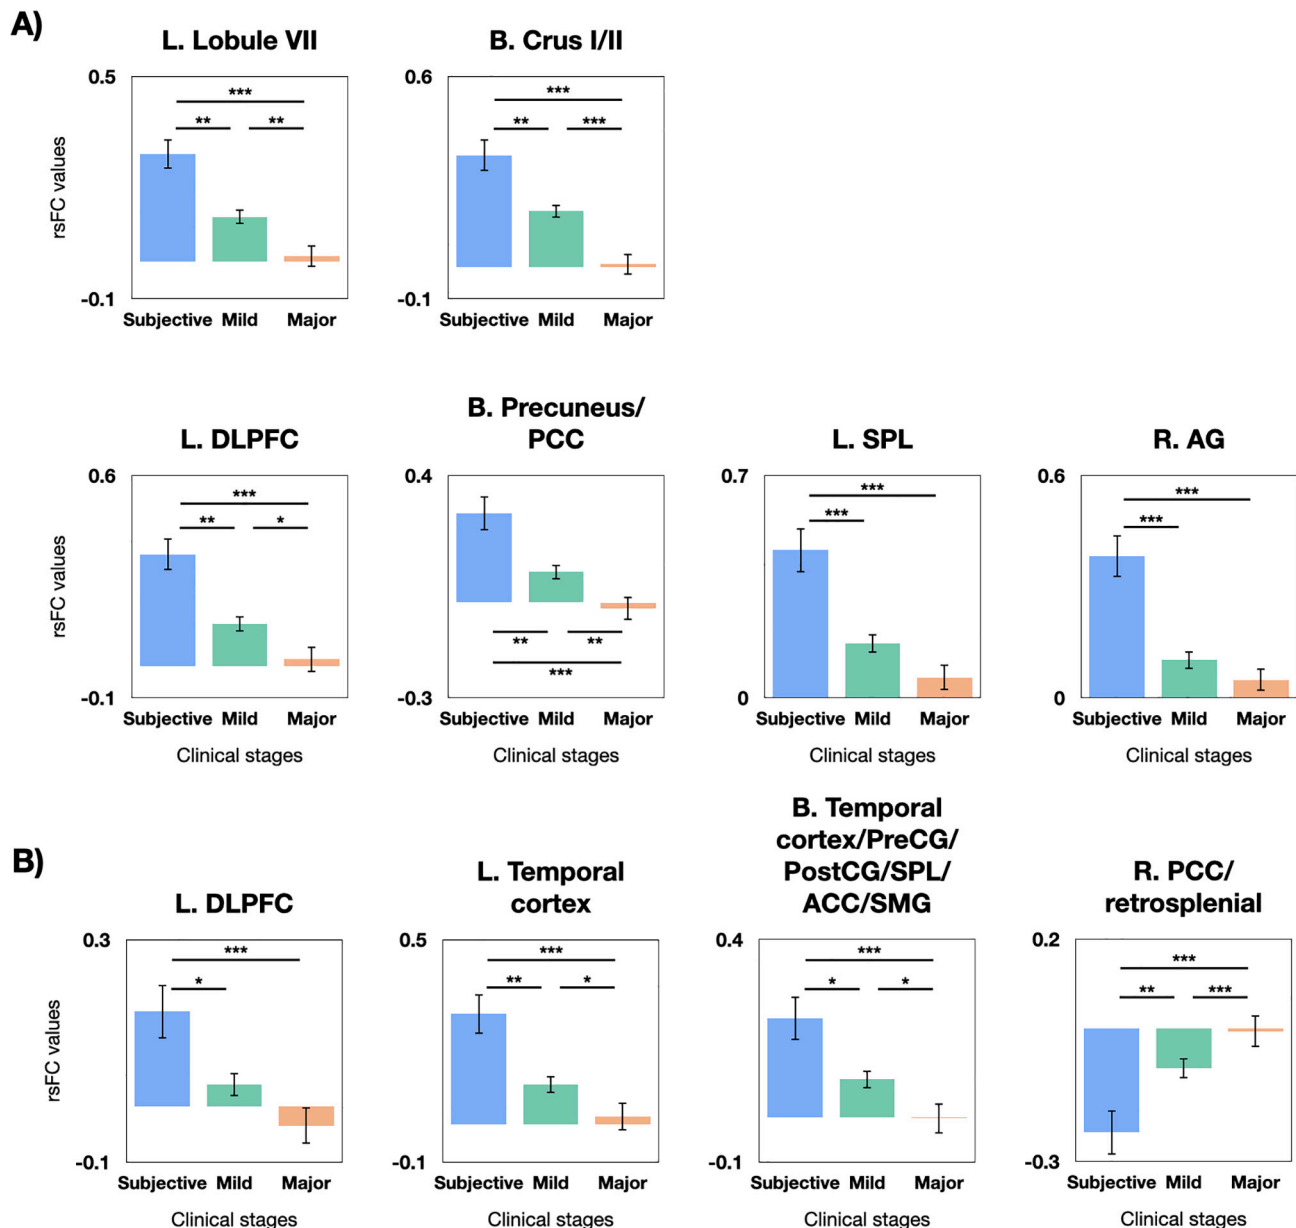 A)
L. Lobule VII
B. Crus I/II
0.5
***
**
**
rsFC values
-0.1
Subjective Mild Major
0.6
***
**
***
-0.1
Subjective Mild Major
L. DLPFC
B. Precuneus/
PCC
L. SPL
R. AG
0.6
***
**
*
rsFC values
-0.1
Subjective Mild Major
Clinical stages
0.4
**
**
***
-0.3
Subjective Mild Major
Clinical stages
0.7
***
***
0
Subjective Mild Major
Clinical stages
0.6
***
***
0
Subjective Mild Major
Clinical stages
B)
L. DLPFC
L. Temporal
cortex
B. Temporal
cortex/PreCG/
PostCG/SPL/
ACC/SMG
R. PCC/
retrosplenial
0.3
***
*
rsFC values
-0.1
Subjective Mild Major
Clinical stages
0.5
***
**
*
-0.1
Subjective Mild Major
Clinical stages
0.4
***
*
*
-0.1
Subjective Mild Major
Clinical stages
0.2
***
**
***
-0.3
Subjective Mild Major
Clinical stages